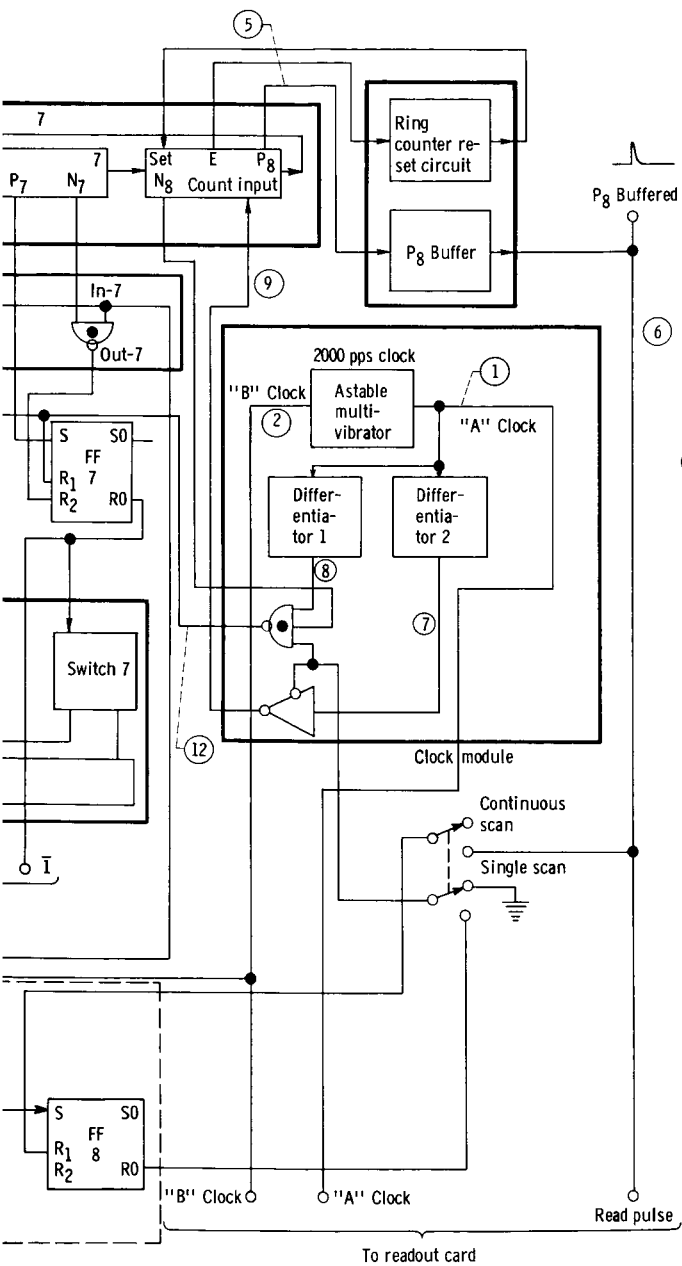 5
7
7
Set
E
P8
N8
Count input
P7
N7
Ring
counter re-
set circuit
P8 Buffer
P8 Buffered
9
6
In-7
Out-7
2000 pps clock
"B" Clock
2
Astable
multi-
vibrator
1
"A" Clock
S
SO
FF
7
R1
R2
RO
Differ-
entia-
tor 1
Differ-
entia-
tor 2
8
7
Switch 7
12
Clock module
Continuous
scan
Single scan
1̅
S
SO
FF
8
R1
R2
RO
"B" Clock
"A" Clock
Read pulse
To readout card